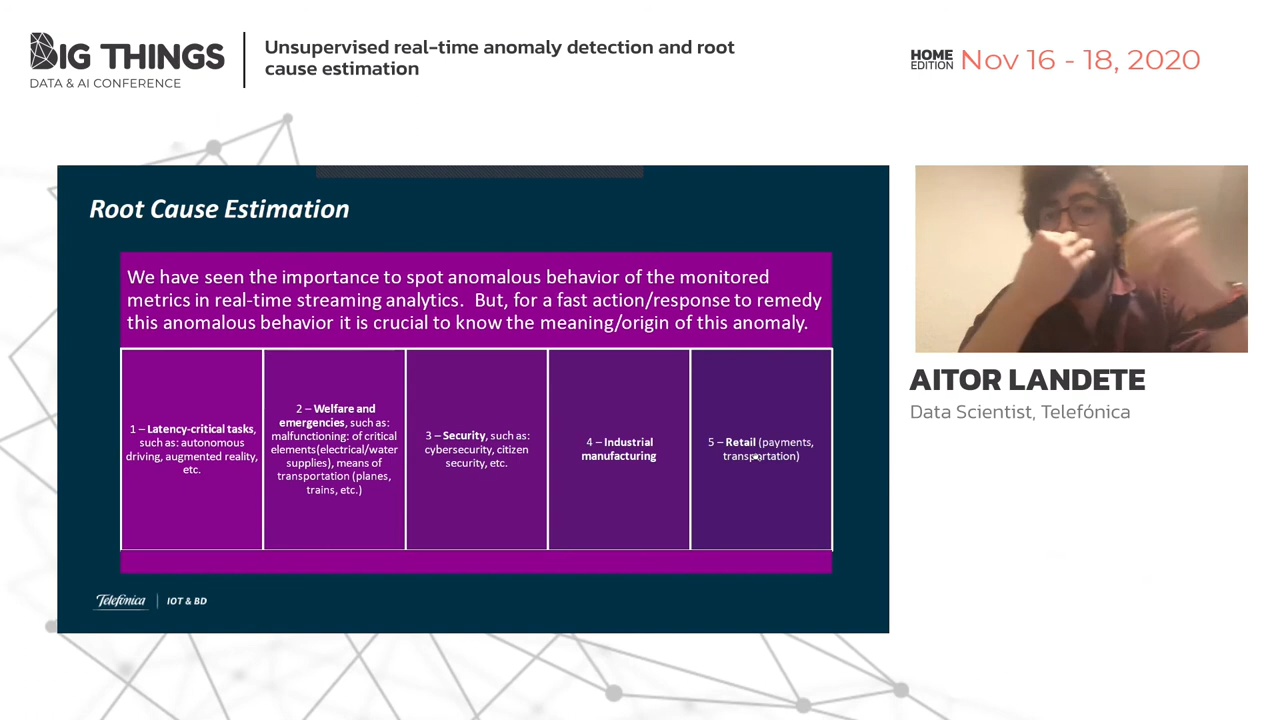 BIG THINGS
DATA & AI CONFERENCE
Unsupervised real-time anomaly detection and root
cause estimation
HOME
EDITION
Nov 16 - 18, 2020
Root Cause Estimation
We have seen the importance to spot anomalous behavior of the monitored
metrics in real-time streaming analytics. But, for a fast action/response to remedy
this anomalous behavior it is crucial to know the meaning/origin of this anomaly.
1 – Latency-critical tasks,
such as: autonomous
driving, augmented reality,
etc.
2 – Welfare and
emergencies, such as:
malfunctioning: of critical
elements(electrical/water
supplies), means of
transportation (planes,
trains, etc.)
3 – Security, such as:
cybersecurity, citizen
security, etc.
4 – Industrial
manufacturing
5 – Retail (payments,
transportation)
Telefónica
IOT & BD
AITOR LANDETE
Data Scientist, Telefónica